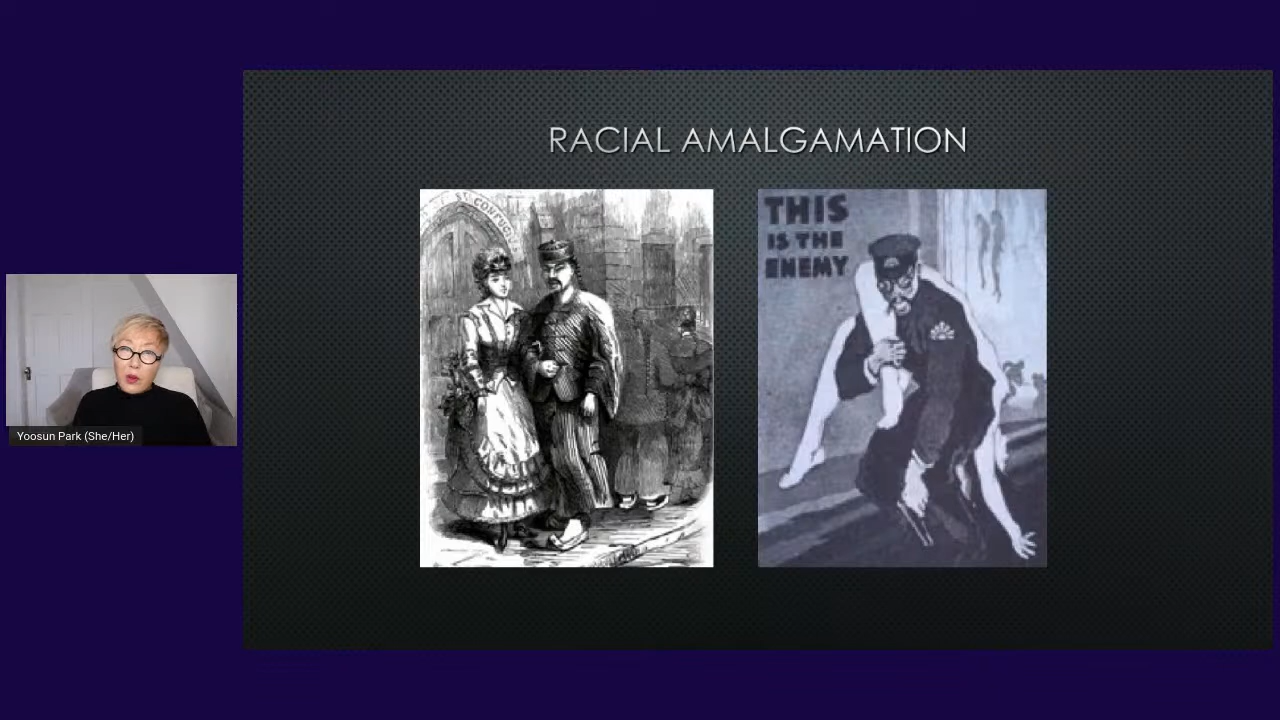 RACIAL AMALGAMATION
THIS
IS THE
ENEMY
Yoosun Park (She/Her)